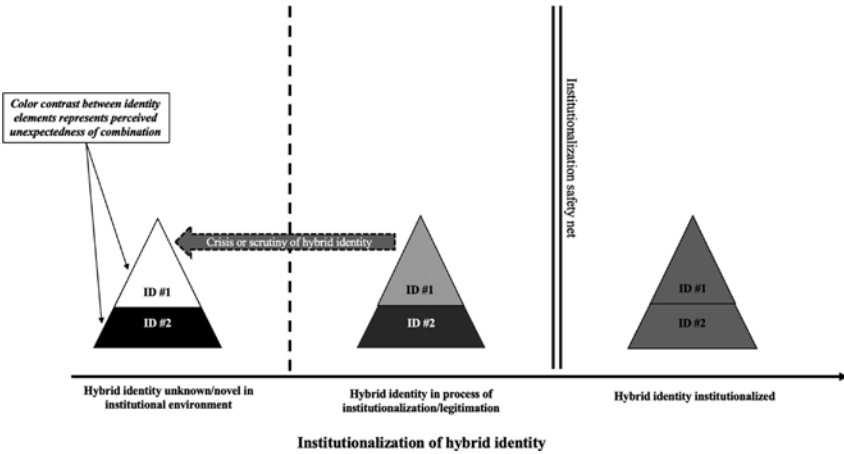 Color contrast between identity
elements represents perceived
unexpectedness of combination
Institutionalization safety net
Crisis or scrutiny of hybrid identity
ID #1
ID #2
ID #1
ID #2
ID #1
ID #2
Hybrid identity unknown/novel in
institutional environment
Hybrid identity in process of
institutionalization/legitimation
Hybrid identity institutionalized
Institutionalization of hybrid identity